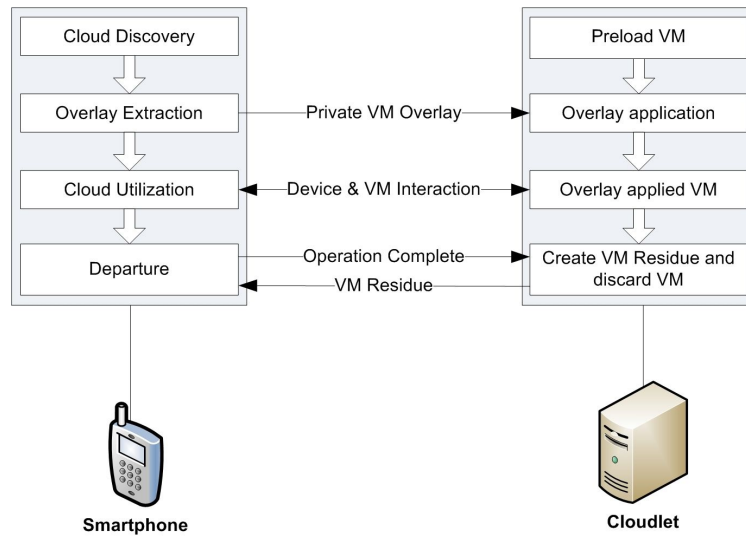 Cloud Discovery
Preload VM
Overlay Extraction
Private VM Overlay
Overlay application
Cloud Utilization
Device & VM Interaction
Overlay applied VM
Departure
Operation Complete
VM Residue
Create VM Residue and
discard VM
Smartphone
Cloudlet